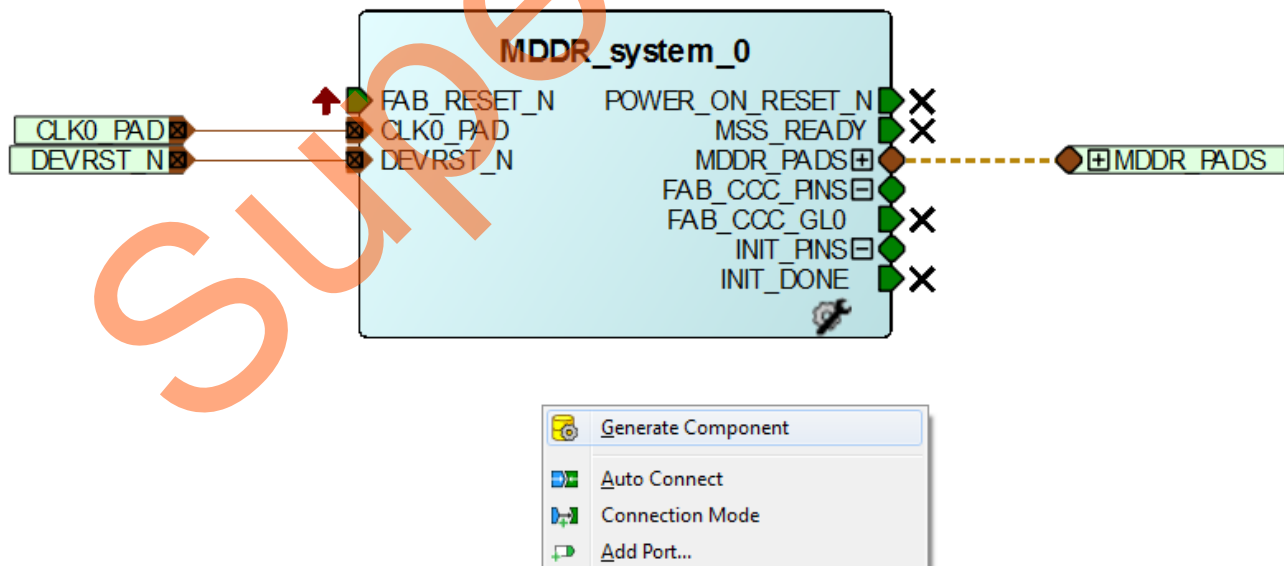 MDDR_system_0
FAB_RESET_N POWER_ON_RESET_N
CLK0_PAD CLK0_PAD MSS_READY
DEVRST_N DEVRST_N MDDR_PADS MDDR_PADS
FAB_CCC_PINS
FAB_CCC_GL0
INIT_PINS
INIT_DONE
Generate Component
Auto Connect
Connection Mode
Add Port...
Supe